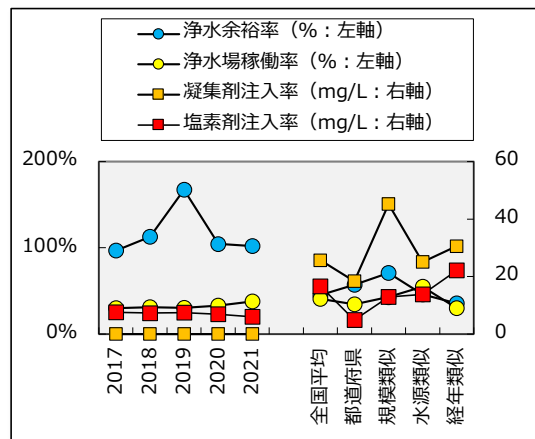 浄水余裕率（%：左軸）
浄水場稼働率（%：左軸）
凝集剤注入率（mg/L：右軸）
塩素剤注入率（mg/L：右軸）
200%
100%
0%
60
40
20
0
2017
2018
2019
2020
2021
全国平均
都道府県
規模類似
水源類似
経年類似